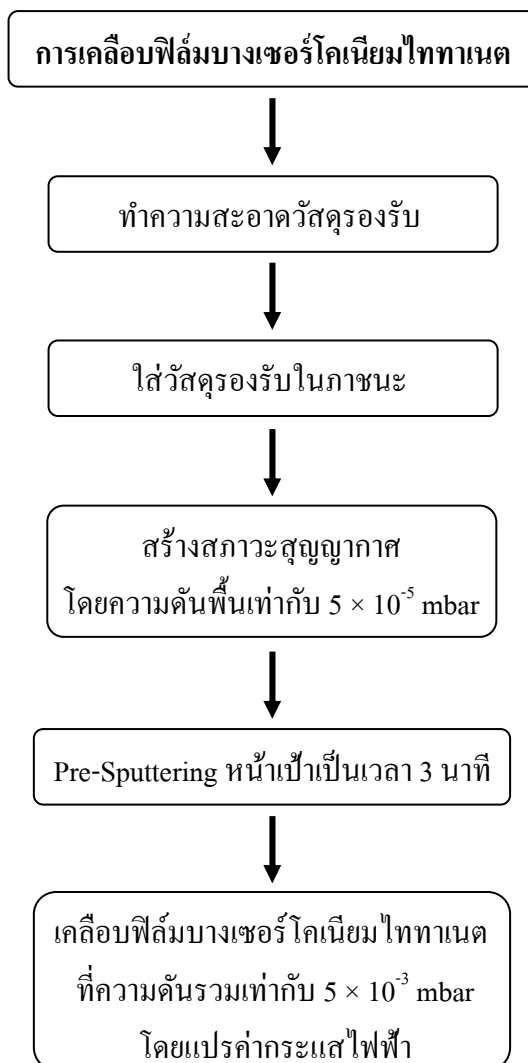 การเคลือบฟิล์มบางเซอร์โคเนียมไททาเนต
ทำความสะอาดวัสดุรองรับ
ใส่วัสดุรองรับในภาชนะ
สร้างสภาวะสุญญากาศ
โดยความดันพื้นเท่ากับ 5 × 10⁻⁵ mbar
Pre-Sputtering หน้าเป้าเป็นเวลา 3 นาที
เคลือบฟิล์มบางเซอร์โคเนียมไททาเนต
ที่ความดันรวมเท่ากับ 5 × 10⁻³ mbar
โดยแปรค่ากระแสไฟฟ้า